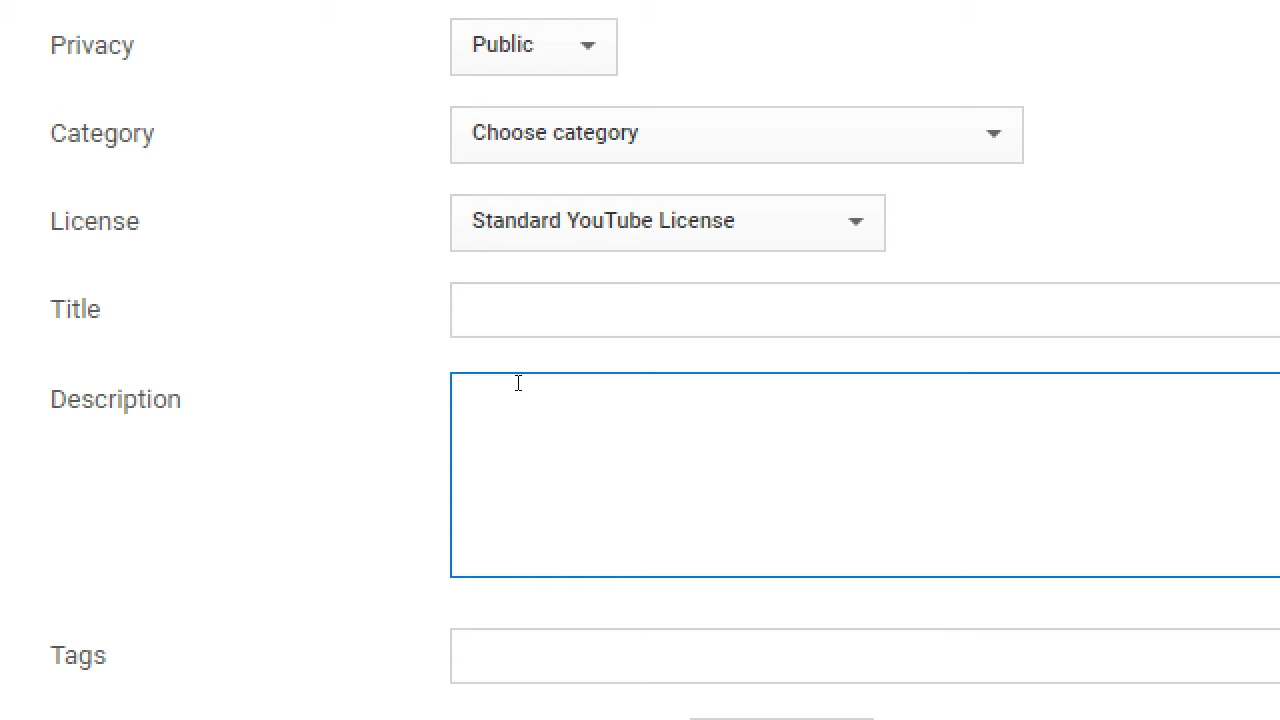 Privacy Public
Category Choose category
License Standard YouTube License
Title
Description
Tags